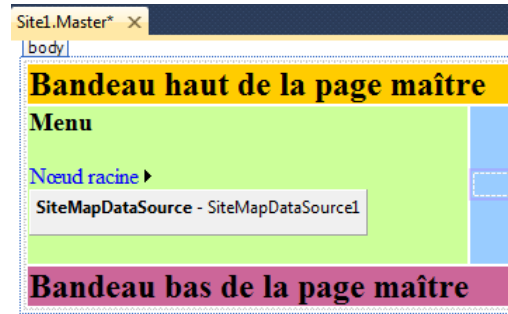 Site1.Master* ×
body
Bandeau haut de la page maître
Menu
Nœud racine
SiteMapDataSource - SiteMapDataSource1
Bandeau bas de la page maître